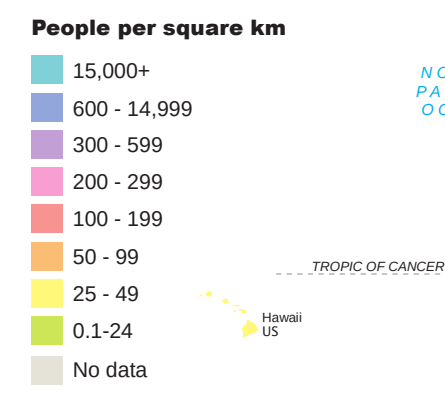 People per square km
15,000+
600 - 14,999
300 - 599
200 - 299
100 - 199
50 - 99
25 - 49
0.1-24
No data
N O
P A
O C
TROPIC OF CANCER
Hawaii
US